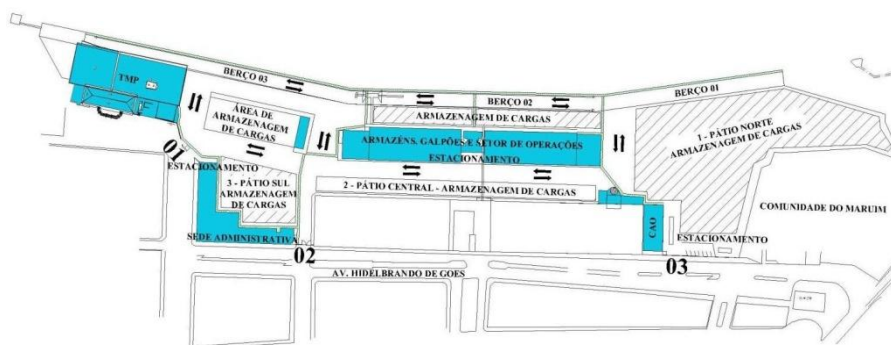 TMP
BERÇO 03
BERÇO 02
BERÇO 01
ÁREA DE
ARMAZENAGEM
DE CARGAS
ARMAZENAGEM DE CARGAS
ARMAZÉNS, GALPÕES E SETOR DE OPERAÇÕES
ESTACIONAMENTO
1 - PÁTIO NORTE
ARMAZENAGEM DE CARGAS
01
ESTACIONAMENTO
3 - PÁTIO SUL
ARMAZENAGEM
DE CARGAS
2 - PÁTIO CENTRAL - ARMAZENAGEM DE CARGAS
COMUNIDADE DO MARUIM
CAO
ESTACIONAMENTO
SEDE ADMINISTRATIVA
02
03
AV. HIDELBRANDO DE GOES